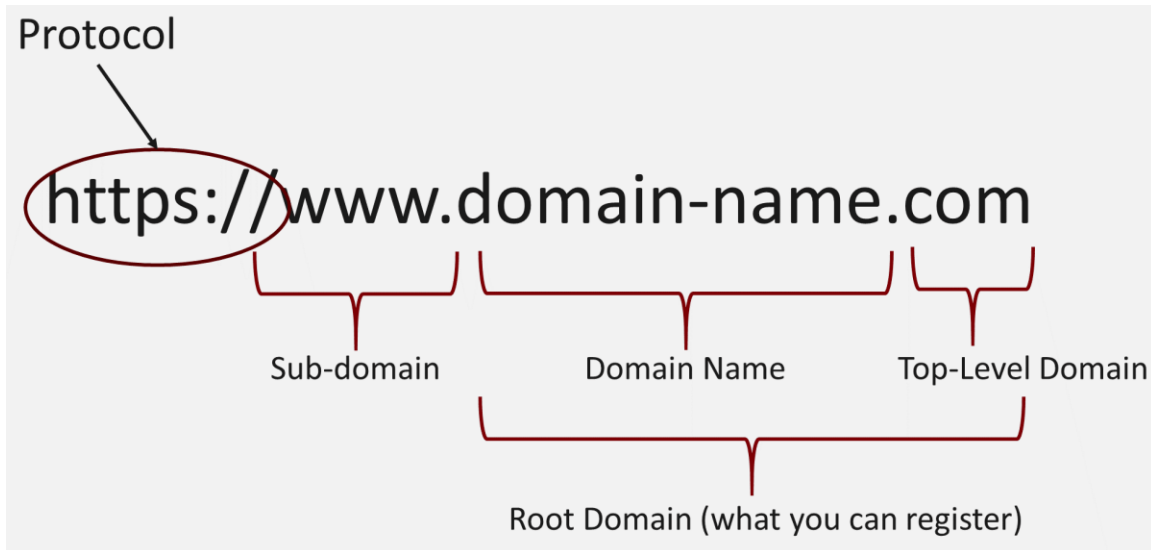 Protocol
https://www.domain-name.com
Sub-domain
Domain Name
Top-Level Domain
Root Domain (what you can register)